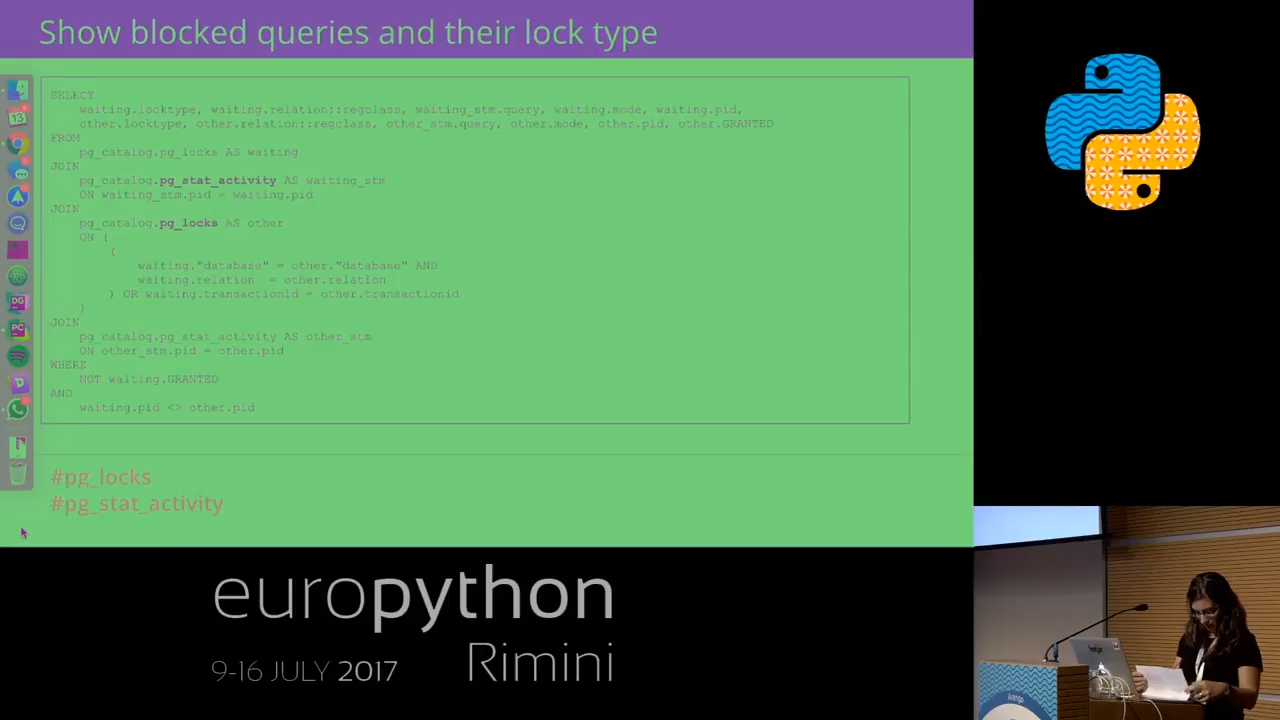 Show blocked queries and their lock type
SELECT
waiting.locktype, waiting.relation::regclass, waiting_stm.query, waiting.mode, waiting.pid,
other.locktype, other.relation::regclass, other_stm.query, other.mode, other.pid, other.GRANTED
FROM
pg_catalog.pg_locks AS waiting
JOIN
pg_catalog.pg_stat_activity AS waiting_stm
ON waiting_stm.pid = waiting.pid
JOIN
pg_catalog.pg_locks AS other
ON (
(
waiting."database" = other."database" AND
waiting.relation = other.relation
) OR waiting.transactionid = other.transactionid
)
JOIN
pg_catalog.pg_stat_activity AS other_stm
ON other_stm.pid = other.pid
WHERE
NOT waiting.GRANTED
AND
waiting.pid <> other.pid
#pg_locks
#pg_stat_activity
13
DG
PC
europython
9-16 JULY 2017
Rimini
Arengo